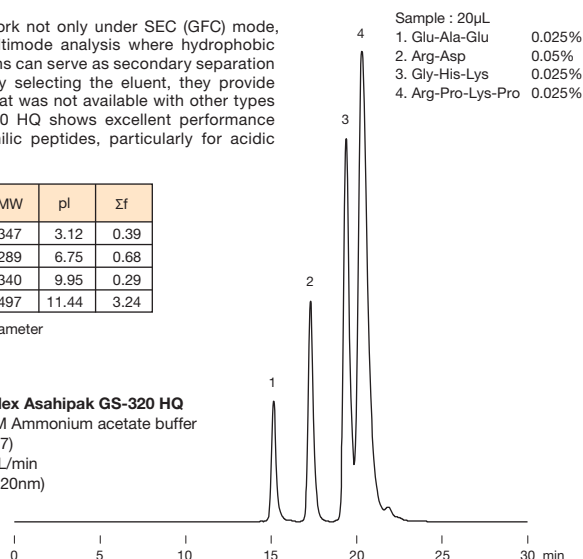 ork not only under SEC (GFC) mode,
timode analysis where hydrophobic
ns can serve as secondary separation
y selecting the eluent, they provide
at was not available with other types
0 HQ shows excellent performance
ilic peptides, particularly for acidic
MW pI Σf
347 3.12 0.39
289 6.75 0.68
340 9.95 0.29
497 11.44 3.24
ameter
lex Asahipak GS-320 HQ
M Ammonium acetate buffer
7)
L/min
20nm)
Sample : 20μL
1. Glu-Ala-Glu 0.025%
2. Arg-Asp 0.05%
3. Gly-His-Lys 0.025%
4. Arg-Pro-Lys-Pro 0.025%
4
3
2
1
0 5 10 15 20 25 30 min